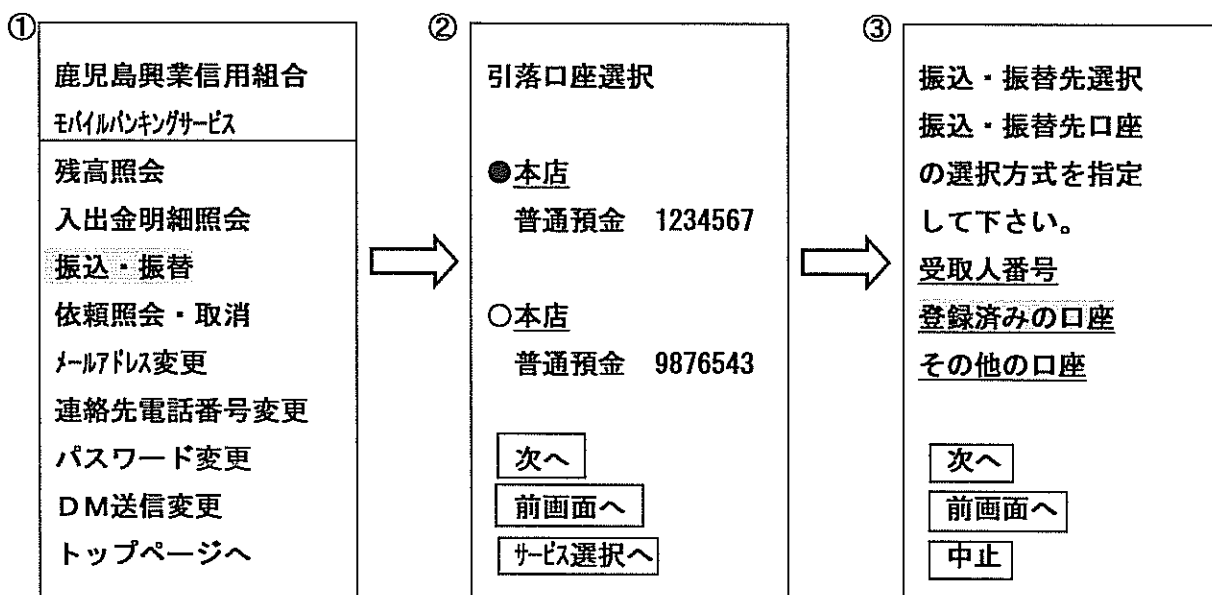 ①
鹿児島興業信用組合
モバイルバンキングサービス
残高照会
入出金明細照会
振込・振替
依頼照会・取消
メールアドレス変更
連絡先電話番号変更
パスワード変更
DM送信変更
トップページへ
②
引落口座選択
●本店
普通預金 1234567
○本店
普通預金 9876543
次へ
前画面へ
サービス選択へ
③
振込・振替先選択
振込・振替先口座
の選択方式を指定
して下さい。
受取人番号
登録済みの口座
その他の口座
次へ
前画面へ
中止